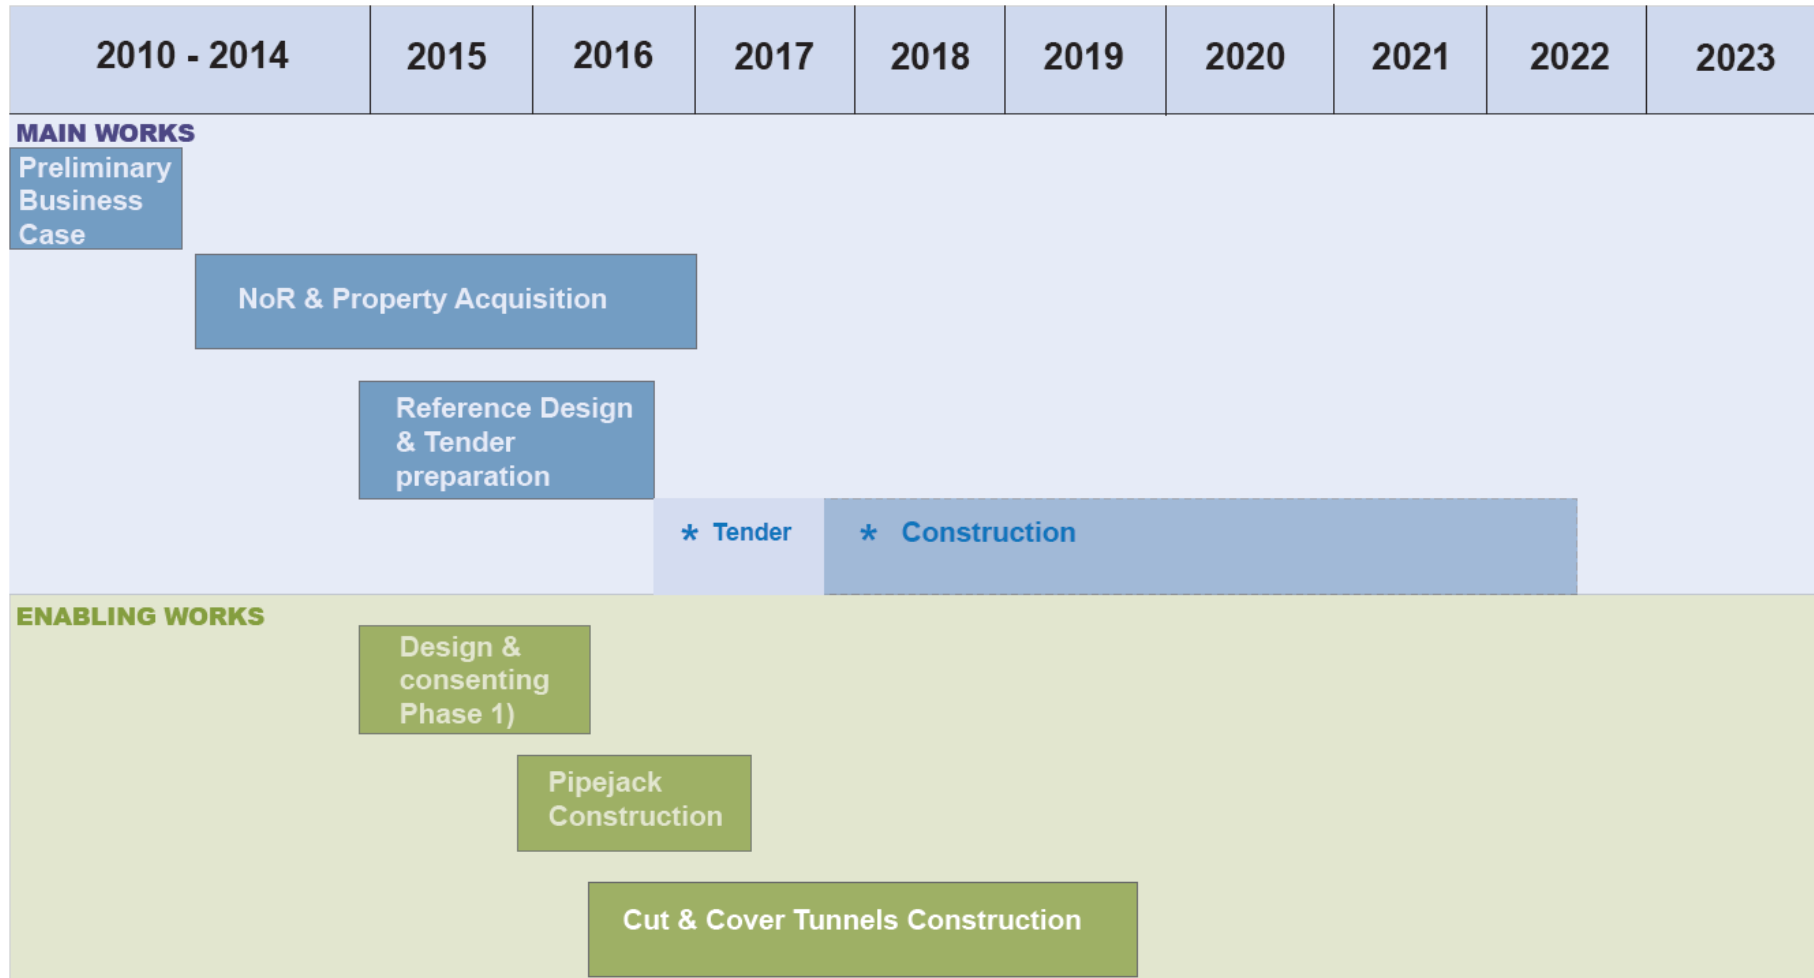 2010 - 2014 2015 2016 2017 2018 2019 2020 2021 2022 2023
MAIN WORKS
Preliminary
Business
Case
NoR & Property Acquisition
Reference Design
& Tender
preparation
* Tender
* Construction
ENABLING WORKS
Design &
consenting
Phase 1)
Pipejack
Construction
Cut & Cover Tunnels Construction